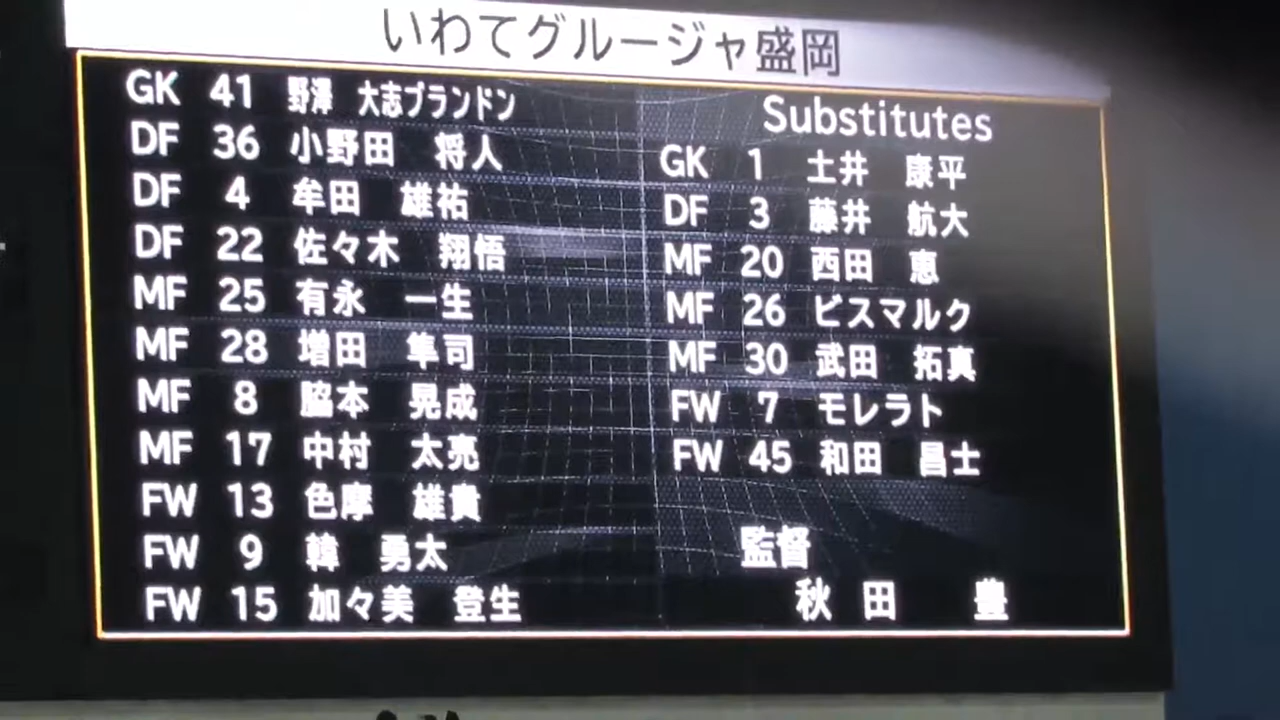 いわてグルージャ盛岡
GK 41 野澤 大志ブランドン
DF 36 小野田 将人
DF 4 牟田 雄祐
DF 22 佐々木 翔悟
MF 25 有永 一生
MF 28 増田 隼司
MF 8 脇本 晃成
MF 17 中村 太亮
FW 13 色摩 雄貴
FW 9 韓 勇太
FW 15 加々美 登生
Substitutes
GK 1 土井 康平
DF 3 藤井 航大
MF 20 西田 恵
MF 26 ビスマルク
MF 30 武田 拓真
FW 7 モレラト
FW 45 和田 昌士
監督
秋田 豊